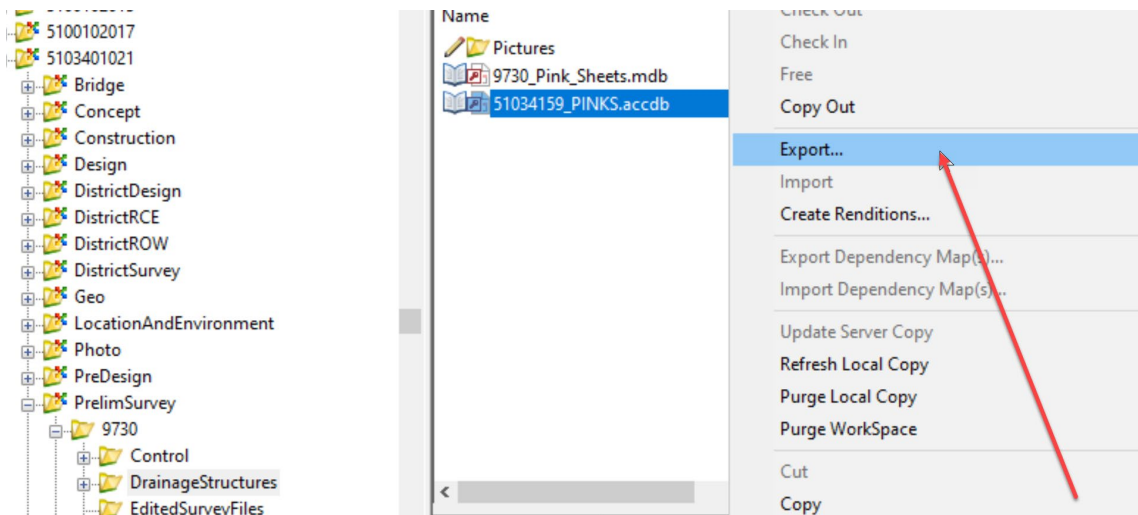 5100102017
5103401021
Bridge
Concept
Construction
Design
DistrictDesign
DistrictRCE
DistrictROW
DistrictSurvey
Geo
LocationAndEnvironment
Photo
PreDesign
PrelimSurvey
9730
Control
DrainageStructures
EditedSurveyFiles
Name
Pictures
9730_Pink_Sheets.mdb
51034159_PINKS.accdb
Check Out
Check In
Free
Copy Out
Export...
Import
Create Renditions...
Export Dependency Map(s)...
Import Dependency Map(s)...
Update Server Copy
Refresh Local Copy
Purge Local Copy
Purge WorkSpace
Cut
Copy